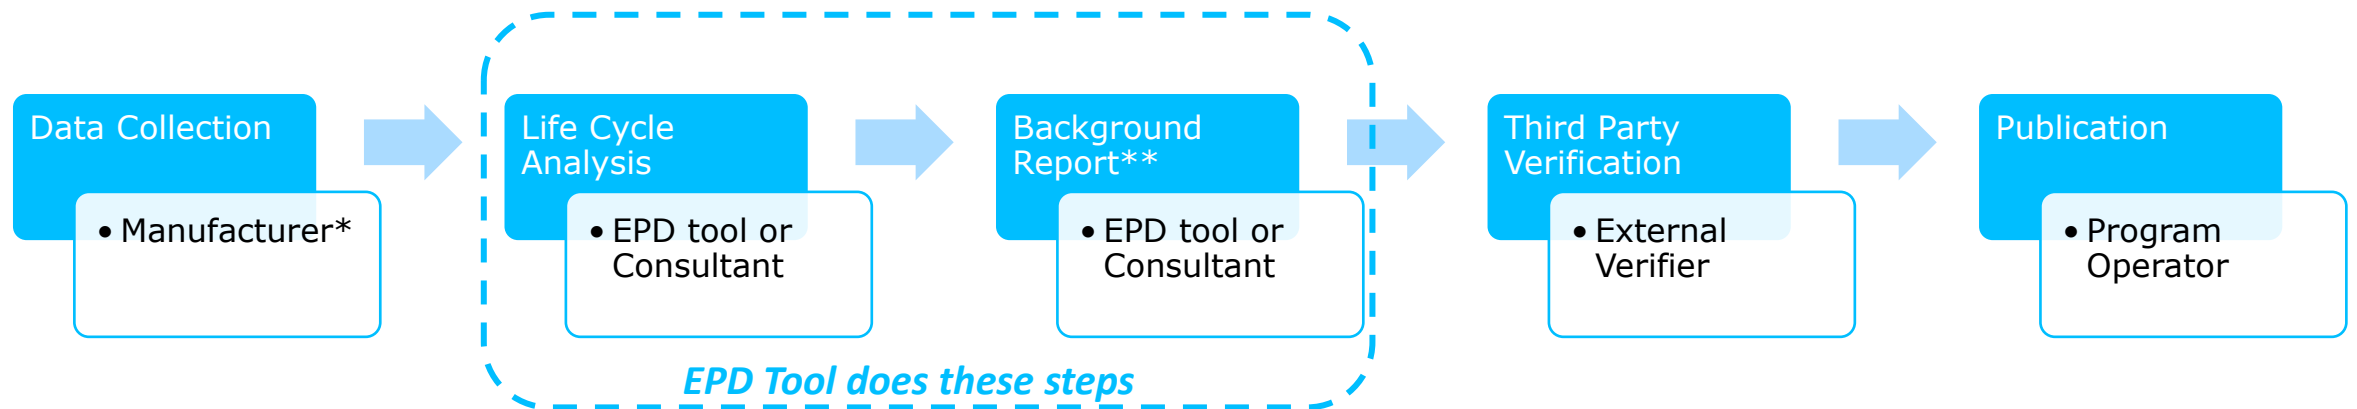 Data Collection
• Manufacturer*
Life Cycle
Analysis
• EPD tool or
Consultant
Background
Report**
• EPD tool or
Consultant
Third Party
Verification
• External
Verifier
Publication
• Program
Operator
EPD Tool does these steps